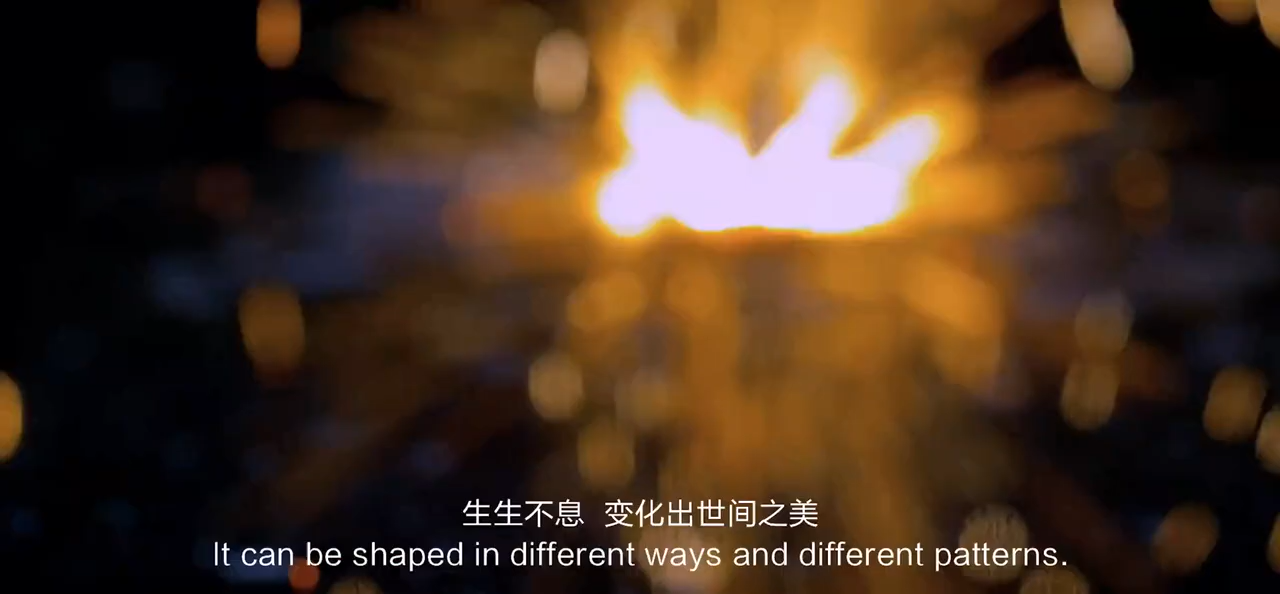 生生不息 变化出世间之美
It can be shaped in different ways and different patterns.